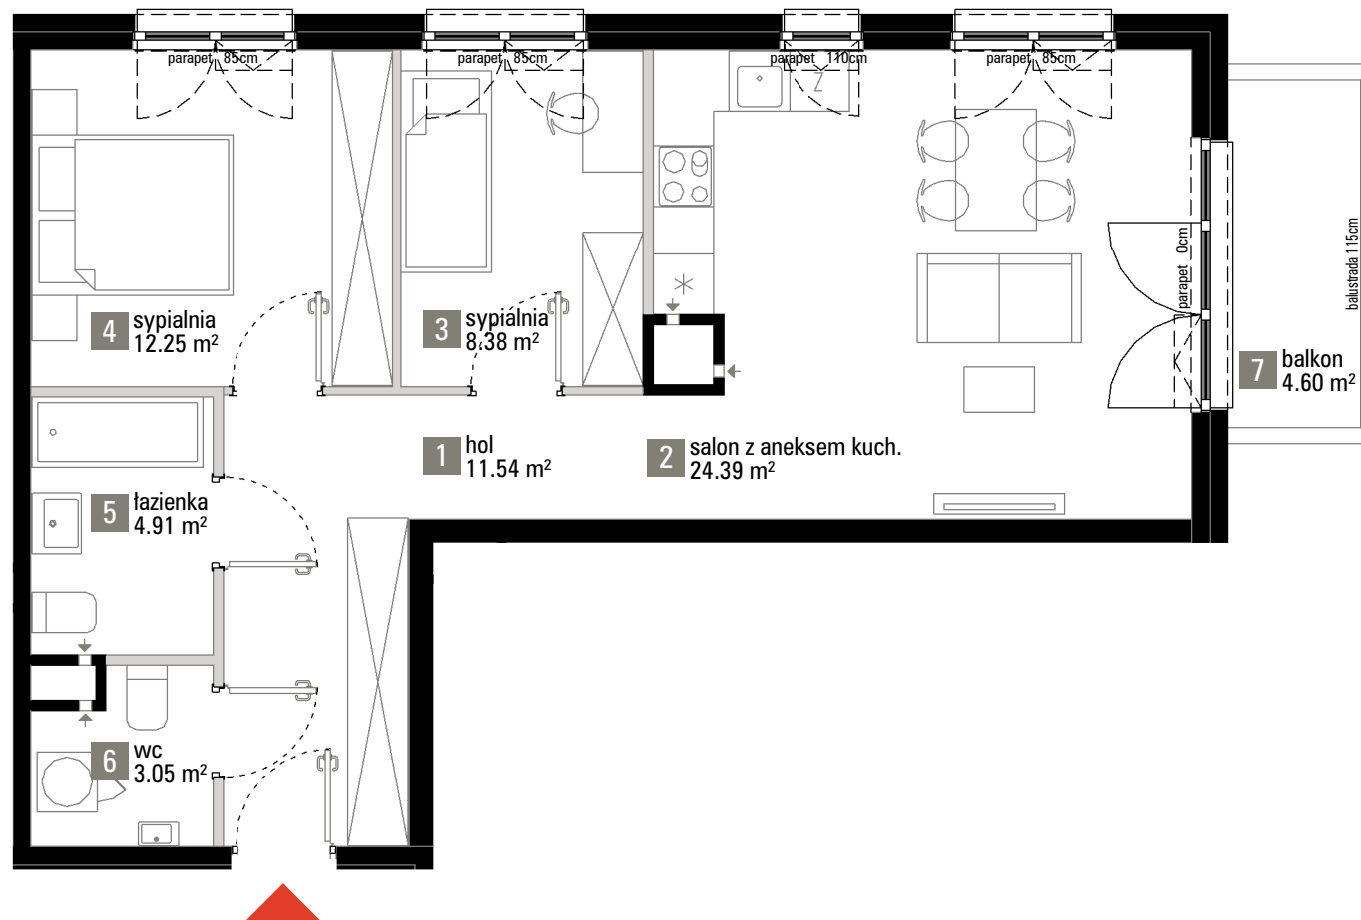 parapet 85cm
parapet 85cm
parapet 110cm
parapet 85cm
Z
parapet 0cm
balustrada 115cm
4 sypialnia
12.25 m²
3 sypialnia
8.38 m²
7 balkon
4.60 m²
1 hol
11.54 m²
2 salon z aneksem kuch.
24.39 m²
5 łazienka
4.91 m²
6 wc
3.05 m²